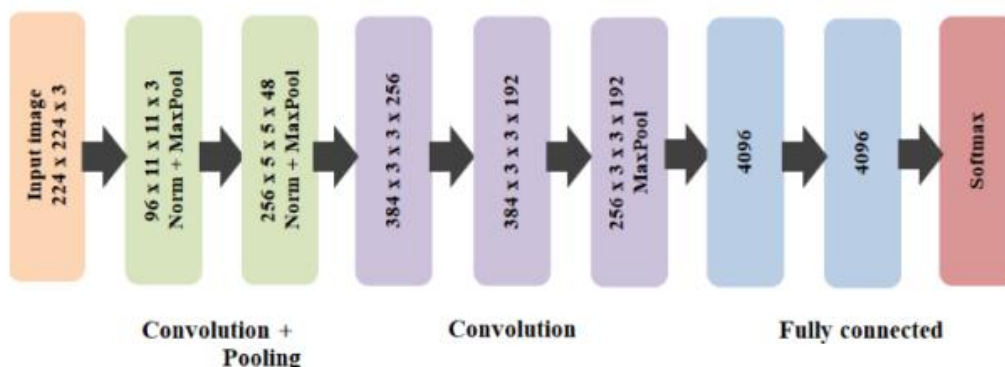 Input image
224 x 224 x 3
96 x 11 x 11 x 3
Norm + MaxPool
256 x 5 x 5 x 48
Norm + MaxPool
384 x 3 x 3 x 256
384 x 3 x 3 x 192
256 x 3 x 3 x 192
MaxPool
4096
4096
Softmax
Convolution +
Pooling
Convolution
Fully connected